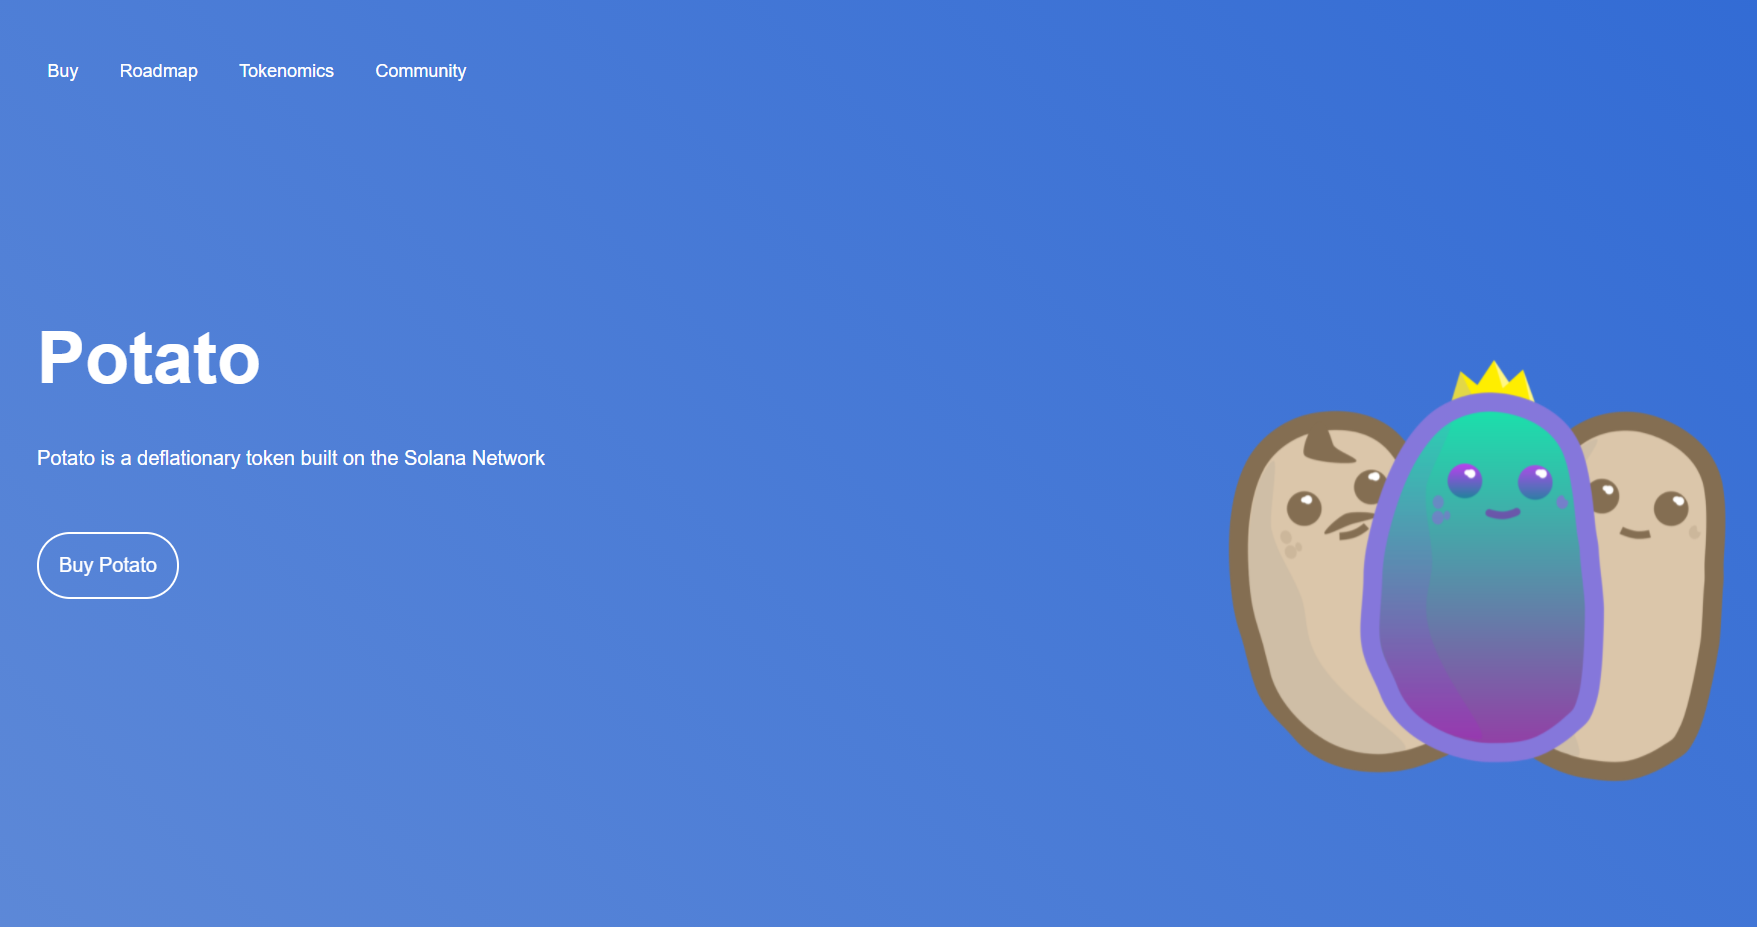 Buy Roadmap Tokenomics Community
Potato
Potato is a deflationary token built on the Solana Network
Buy Potato